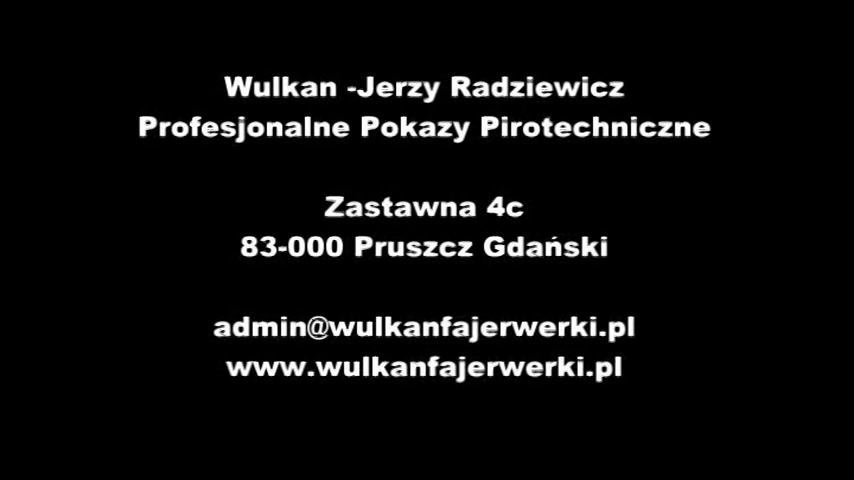 Wulkan -Jerzy Radziewicz
Profesjonalne Pokazy Pirotechniczne
Zastawna 4c
83-000 Pruszcz Gdański
admin@wulkanfajerwerki.pl
www.wulkanfajerwerki.pl